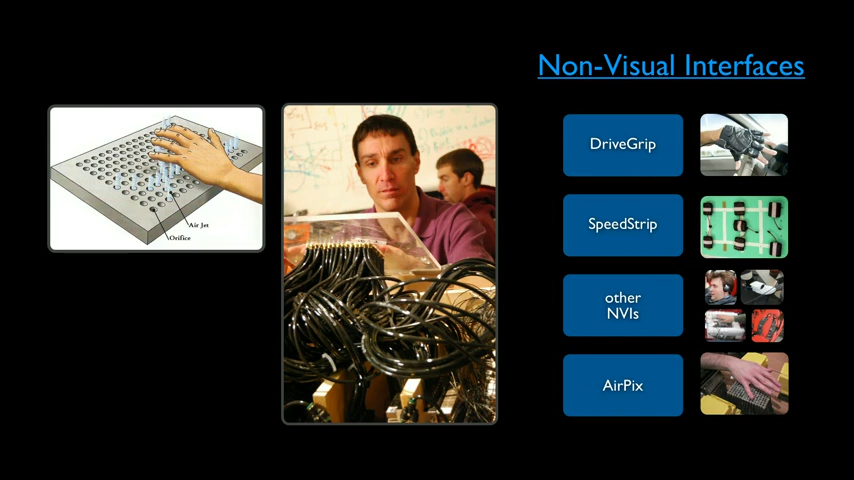 Non-Visual Interfaces
Air Jet
Orifice
DriveGrip
SpeedStrip
other
NVIs
AirPix